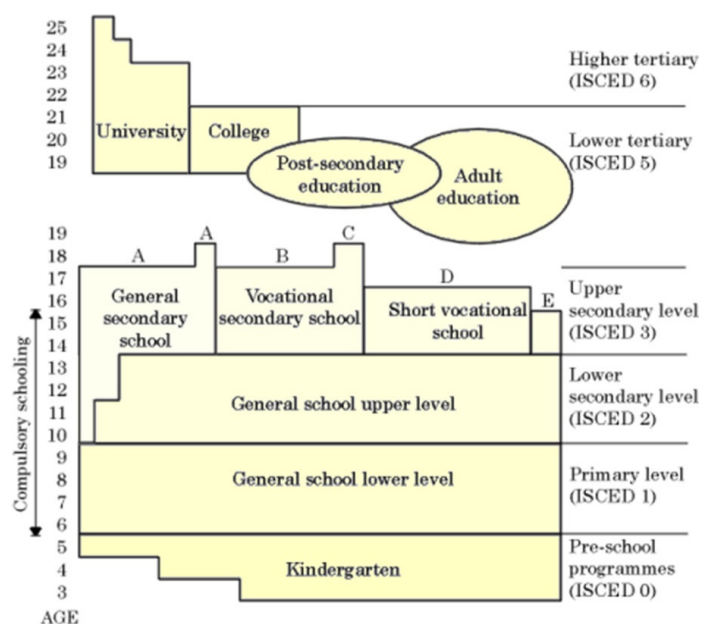 25
24
23
22
21
20
19
Higher tertiary
(ISCED 6)
University
College
Lower tertiary
(ISCED 5)
Post-secondary
education
Adult
education
19
18
17
16
15
14
13
12
11
10
9
8
7
6
5
4
3
AGE
Compulsory schooling
A
A
B
C
D
E
General
secondary
school
Vocational
secondary school
Short vocational
school
Upper
secondary level
(ISCED 3)
General school upper level
Lower
secondary level
(ISCED 2)
General school lower level
Primary level
(ISCED 1)
Kindergarten
Pre-school
programmes
(ISCED 0)